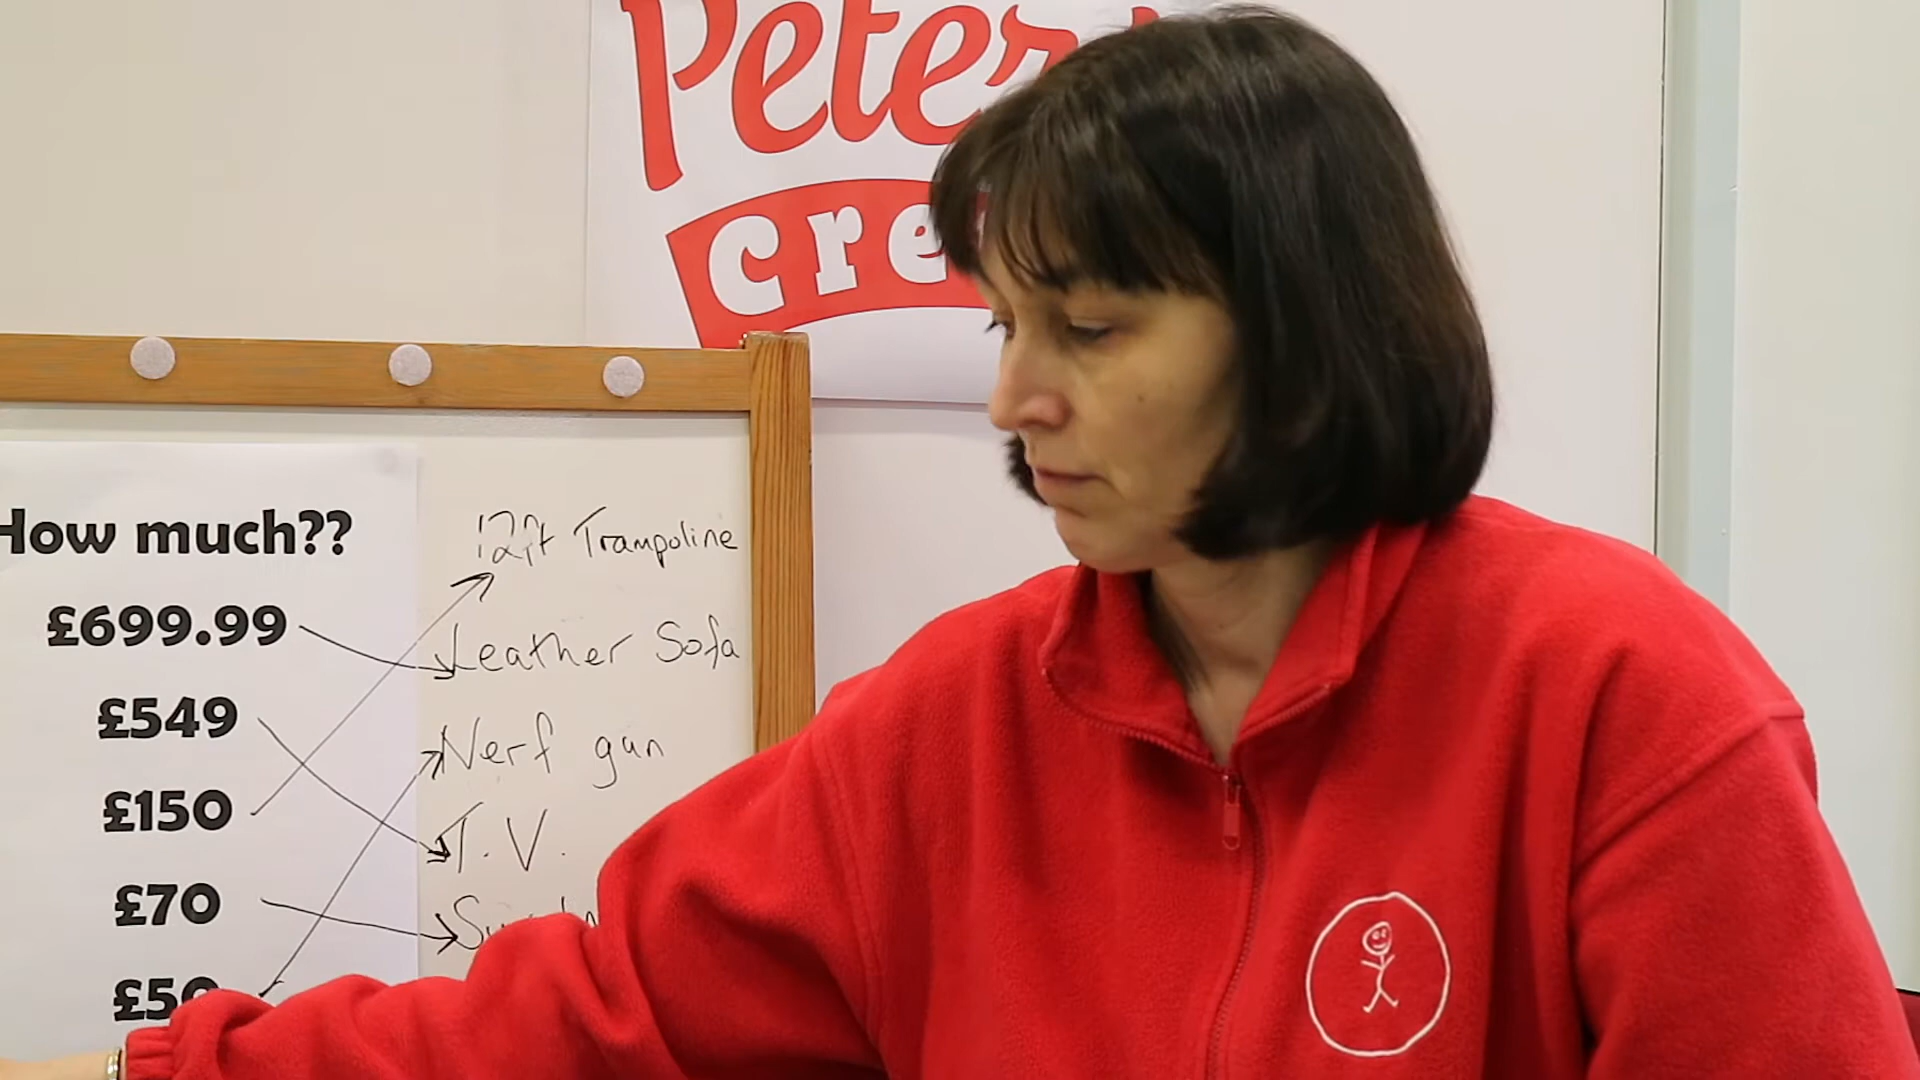 Peter
cre
How much??
£699.99
£549
£150
£70
£50
12ft Trampoline
Leather Sofa
Nerf gun
T.V.